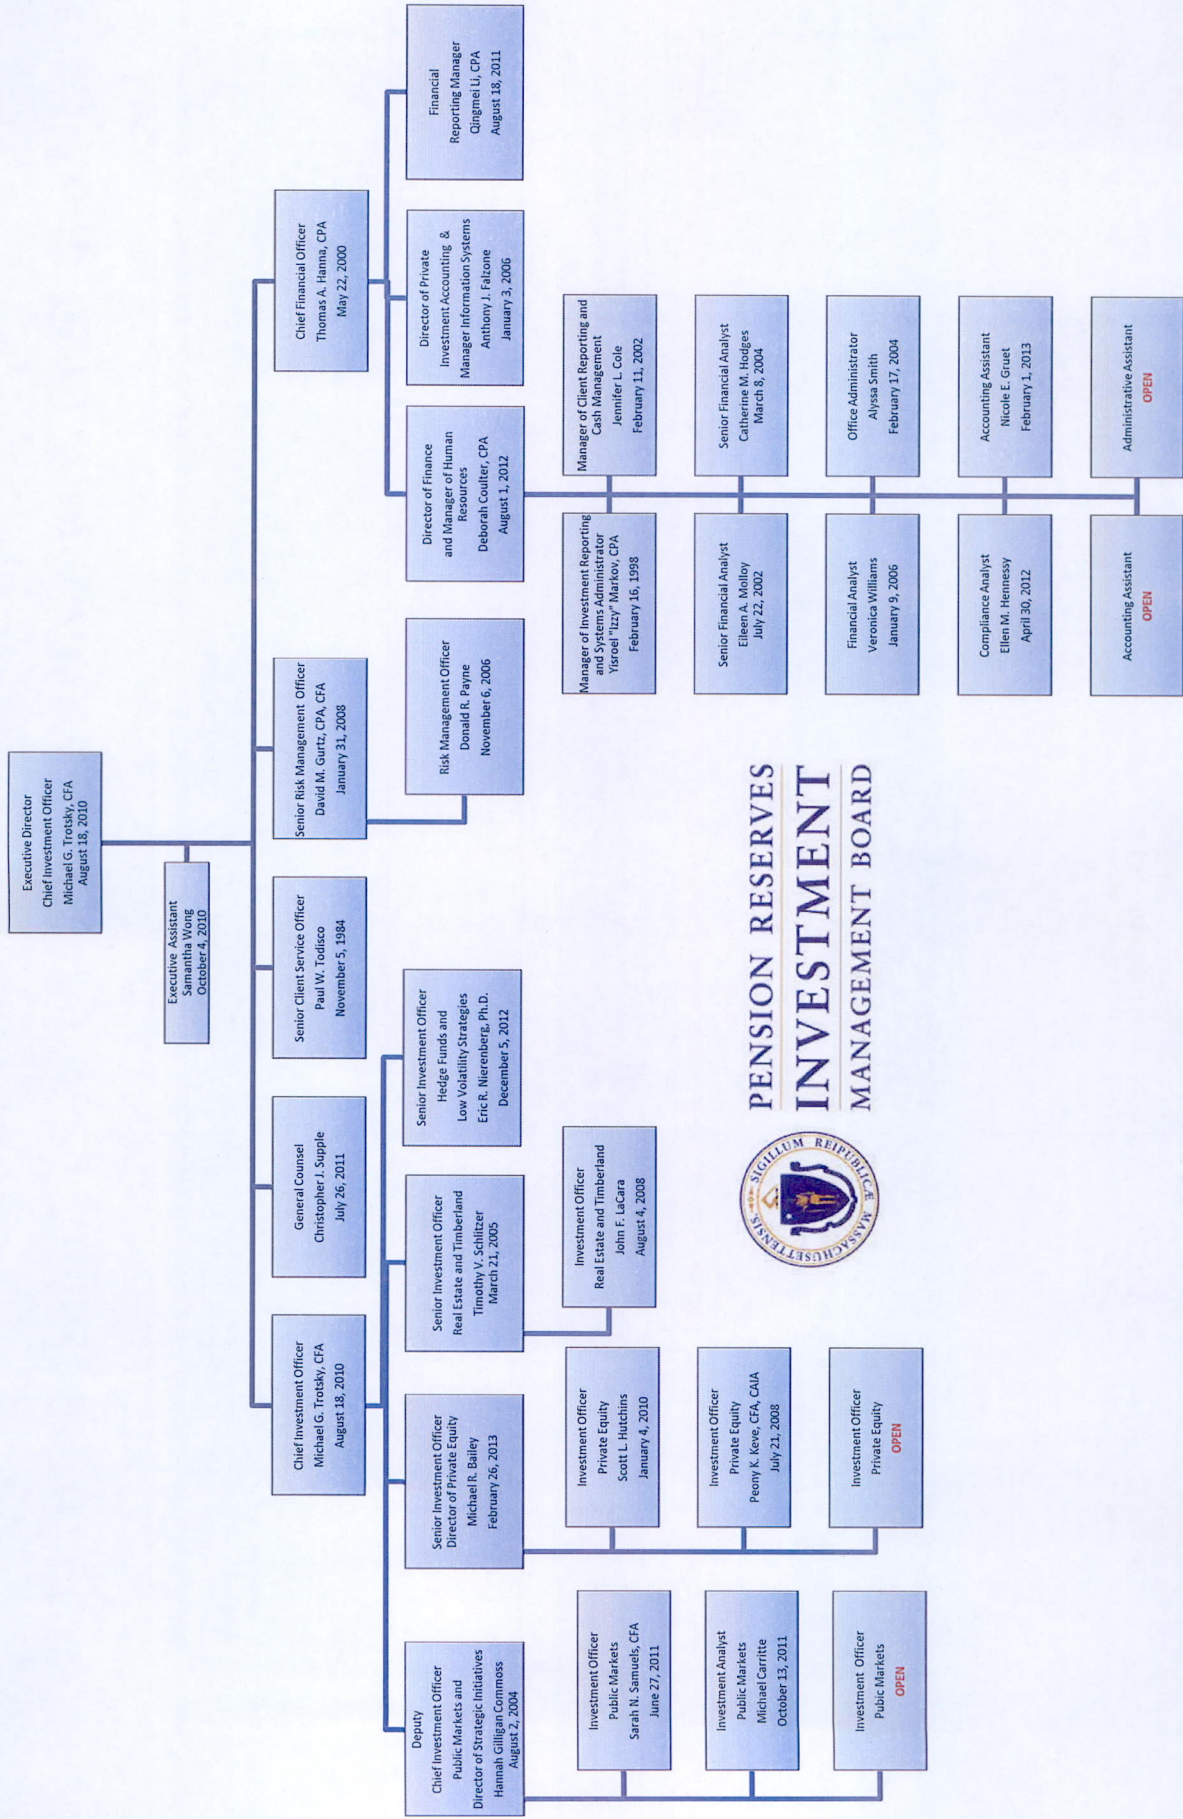 Executive Director
Chief Investment Officer
Michael G. Trotsky, CFA
August 18, 2010
Executive Assistant
Samantha Wong
October 4, 2010
Chief Investment Officer
Michael G. Trotsky, CFA
August 18, 2010
General Counsel
Christopher J. Supple
July 26, 2011
Senior Client Service Officer
Paul W. Todisco
November 5, 1984
Senior Risk Management Officer
David M. Gurtz, CPA, CFA
January 31, 2008
Chief Financial Officer
Thomas A. Hanna, CPA
May 22, 2000
Deputy
Chief Investment Officer
Public Markets and
Director of Strategic Initiatives
Hannah Gilligan Commoss
August 2, 2004
Senior Investment Officer
Director of Private Equity
Michael R. Bailey
February 26, 2013
Senior Investment Officer
Real Estate and Timberland
Timothy V. Schlitzer
March 21, 2005
Senior Investment Officer
Hedge Funds and
Low Volatility Strategies
Eric R. Nierenberg, Ph.D.
December 5, 2012
Risk Management Officer
Donald R. Payne
November 6, 2006
Director of Finance
and Manager of Human
Resources
Deborah Coulter, CPA
August 1, 2012
Director of Private
Investment Accounting &
Manager Information Systems
Anthony J. Falzone
January 3, 2006
Financial
Reporting Manager
Qingmei Li, CPA
August 18, 2011
Investment Officer
Public Markets
Sarah N. Samuels, CFA
June 27, 2011
Investment Officer
Private Equity
Scott L. Hutchins
January 4, 2010
Investment Officer
Real Estate and Timberland
John F. LaCara
August 4, 2008
Manager of Investment Reporting
and Systems Administrator
Yisroel "Izzy" Markov, CPA
February 16, 1998
Manager of Client Reporting and
Cash Management
Jennifer L. Cole
February 11, 2002
Investment Analyst
Public Markets
Michael Carritte
October 13, 2011
Investment Officer
Private Equity
Peony K. Keve, CFA, CAIA
July 21, 2008
Senior Financial Analyst
Eileen A. Molloy
July 22, 2002
Senior Financial Analyst
Catherine M. Hodges
March 8, 2004
Investment Officer
Pubic Markets
OPEN
Investment Officer
Private Equity
OPEN
Financial Analyst
Veronica Williams
January 9, 2006
Office Administrator
Alyssa Smith
February 17, 2004
Compliance Analyst
Ellen M. Hennessy
April 30, 2012
Accounting Assistant
Nicole E. Gruet
February 1, 2013
Accounting Assistant
OPEN
Administrative Assistant
OPEN
SIGILLUM REIPUBLICÆ MASSACHUSETTENSIS
PENSION RESERVES
INVESTMENT
MANAGEMENT BOARD